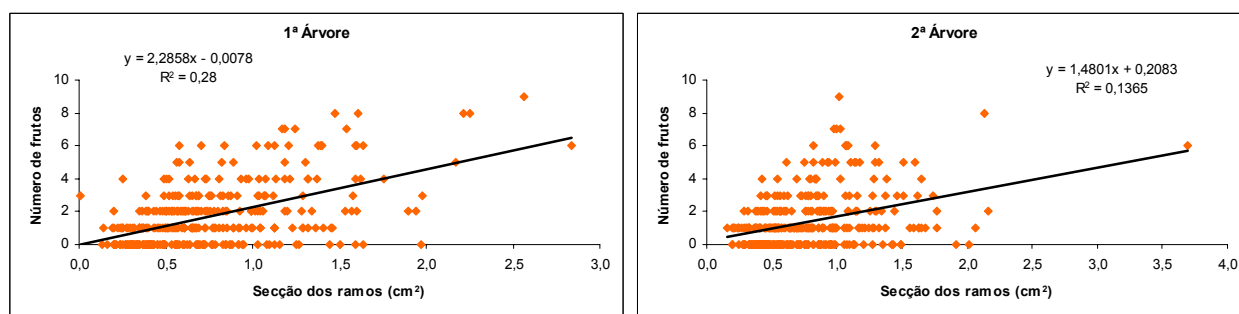 1ª Árvore
y = 2,2858x - 0,0078
R² = 0,28
Número de frutos
10
8
6
4
2
0
0,0 0,5 1,0 1,5 2,0 2,5 3,0
Secção dos ramos (cm²)
2ª Árvore
y = 1,4801x + 0,2083
R² = 0,1365
Número de frutos
10
8
6
4
2
0
0,0 0,5 1,0 1,5 2,0 2,5 3,0 3,5 4,0
Secção dos ramos (cm²)